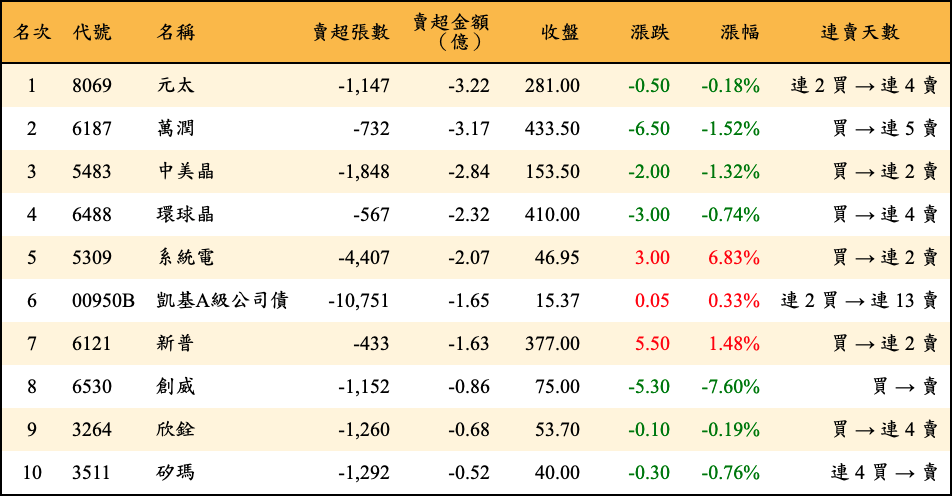 名次 代號 名稱 賣超張數 賣超金額（億） 收盤 漲跌 漲幅 連賣天數
1 8069 元太 -1,147 -3.22 281.00 -0.50 -0.18% 連 2 買 → 連 4 賣
2 6187 萬潤 -732 -3.17 433.50 -6.50 -1.52% 買 → 連 5 賣
3 5483 中美晶 -1,848 -2.84 153.50 -2.00 -1.32% 買 → 連 2 賣
4 6488 環球晶 -567 -2.32 410.00 -3.00 -0.74% 買 → 連 4 賣
5 5309 系統電 -4,407 -2.07 46.95 3.00 6.83% 買 → 連 2 賣
6 00950B 凱基A級公司債 -10,751 -1.65 15.37 0.05 0.33% 連 2 買 → 連 13 賣
7 6121 新普 -433 -1.63 377.00 5.50 1.48% 買 → 連 2 賣
8 6530 創威 -1,152 -0.86 75.00 -5.30 -7.60% 買 → 賣
9 3264 欣銓 -1,260 -0.68 53.70 -0.10 -0.19% 買 → 連 4 賣
10 3511 矽瑪 -1,292 -0.52 40.00 -0.30 -0.76% 連 4 買 → 賣